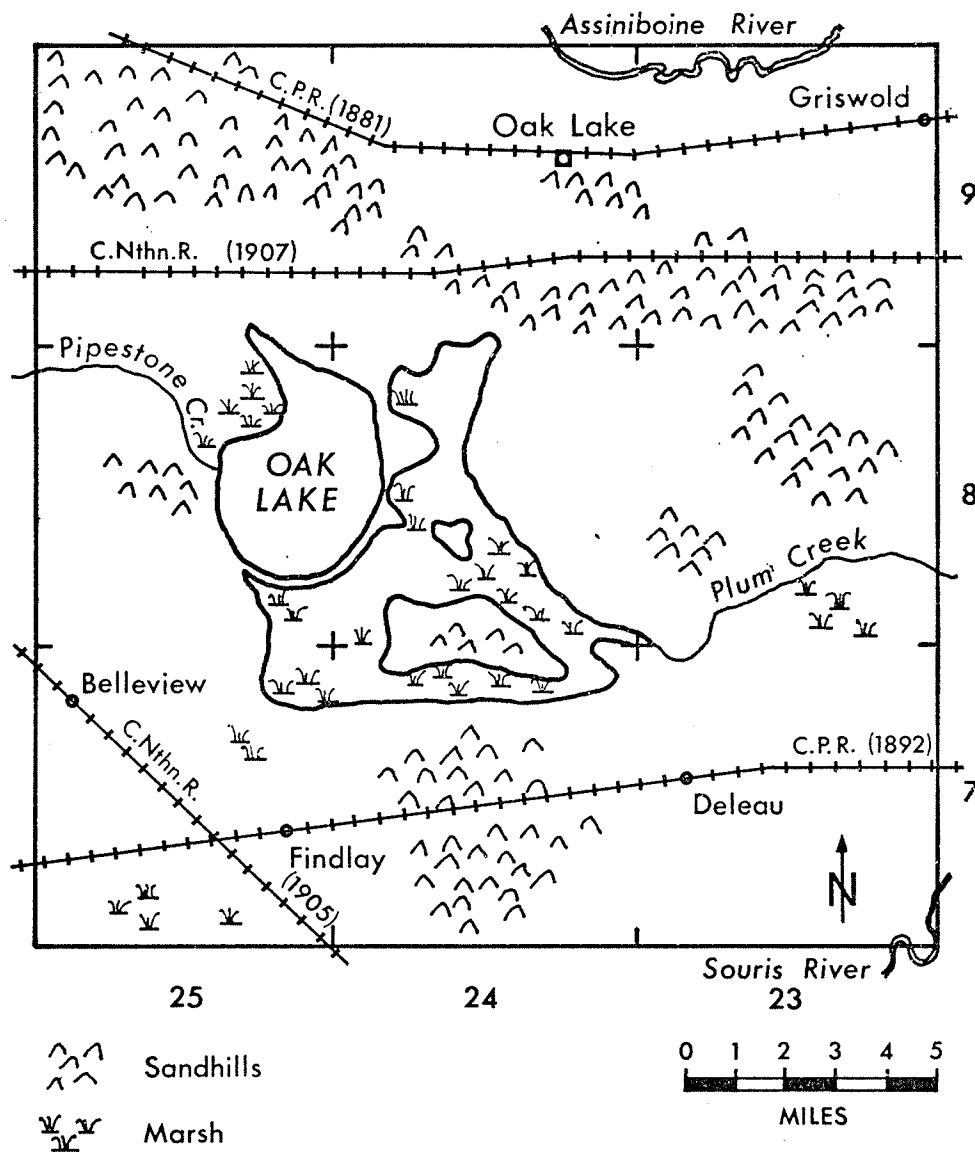 Assiniboine River
C.P.R. (1881)
Oak Lake
Griswold
9
C.Nthn.R. (1907)
Pipestone Cr.
OAK
LAKE
8
Plum Creek
Belleview
C.Nthn.R.
(1905)
C.P.R. (1892)
7
Deleau
Findlay
N
Souris River
25
24
23
Sandhills
Marsh
0 1 2 3 4 5
MILES